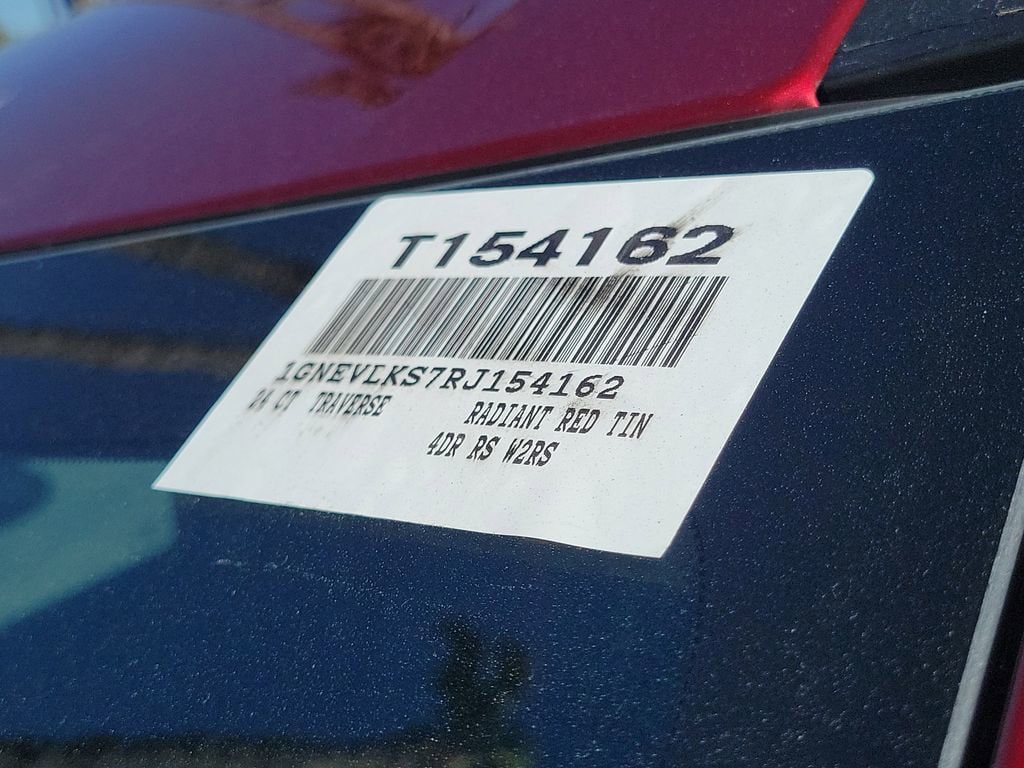 T154162
1GNEVLKS7RJ154162
24 CT TRAVERSE RADIANT RED TIN
4DR RS W2RS